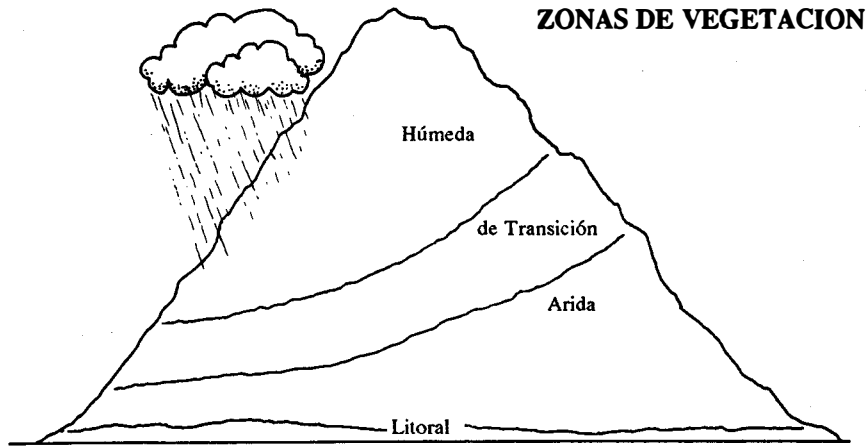 ZONAS DE VEGETACION
Húmeda
de Transición
Arida
Litoral